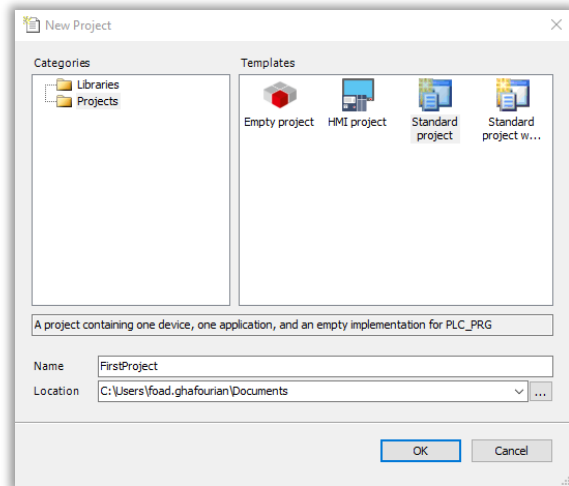 New Project
Categories
Templates
Libraries
Projects
Empty project
HMI project
Standard
project
Standard
project w...
A project containing one device, one application, and an empty implementation for PLC_PRG
Name
FirstProject
Location
C:\Users\foad.ghafourian\Documents
...
OK
Cancel